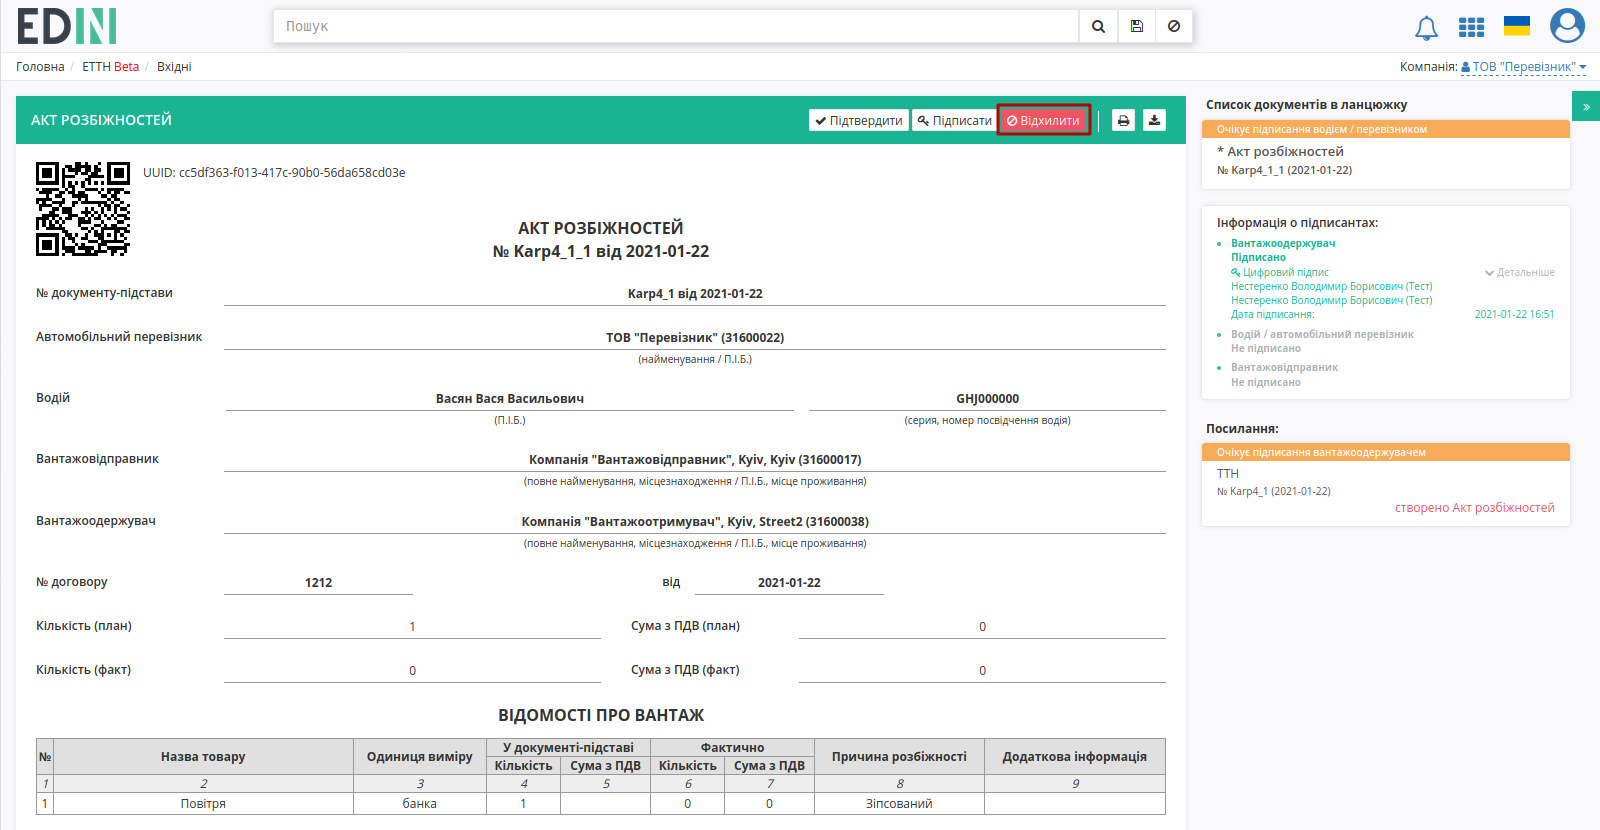 EDIN
Пошук
Головна / ЕТТН Beta / Вхідні
Компанія: ТОВ "Перевізник"
АКТ РОЗБІЖНОСТЕЙ
Підтвердити
Підписати
Відхилити
UUID: cc5df363-f013-417c-90b0-56da658cd03e
АКТ РОЗБІЖНОСТЕЙ
№ Karp4_1_1 від 2021-01-22
№ документу-підстави
Karp4_1 від 2021-01-22
Автомобільний перевізник
ТОВ "Перевізник" (31600022)
(найменування / П.І.Б.)
Водій
Васян Вася Васильович
GHJ000000
(П.І.Б.)
(серия, номер посвідчення водія)
Вантажовідправник
Компанія "Вантажовідправник", Kyiv, Kyiv (31600017)
(повне найменування, місцезнаходження / П.І.Б., місце проживання)
Вантажоодержувач
Компанія "Вантажоотримувач", Kyiv, Street2 (31600038)
(повне найменування, місцезнаходження / П.І.Б., місце проживання)
№ договору
1212
від
2021-01-22
Кількість (план)
1
Сума з ПДВ (план)
0
Кількість (факт)
0
Сума з ПДВ (факт)
0
ВІДОМОСТІ ПРО ВАНТАЖ
№ Назва товару Одиниця виміру У документі-підставі Фактично Причина розбіжності Додаткова інформація
Кількість Сума з ПДВ Кількість Сума з ПДВ
1 2 3 4 5 6 7 8 9
1 Повітря банка 1 0 0 Зіпсований
Список документів в ланцюжку
»
Очікує підписання водієм / перевізником
* Акт розбіжностей
№ Karp4_1_1 (2021-01-22)
Інформація о підписантах:
Вантажоодержувач
Підписано
Цифровий підпис
Детальніше
Нестеренко Володимир Борисович (Тест)
Нестеренко Володимир Борисович (Тест)
Дата підписання: 2021-01-22 16:51
Водій / автомобільний перевізник
Не підписано
Вантажовідправник
Не підписано
Посилання:
Очікує підписання вантажоодержувачем
ТТН
№ Karp4_1 (2021-01-22)
створено Акт розбіжностей